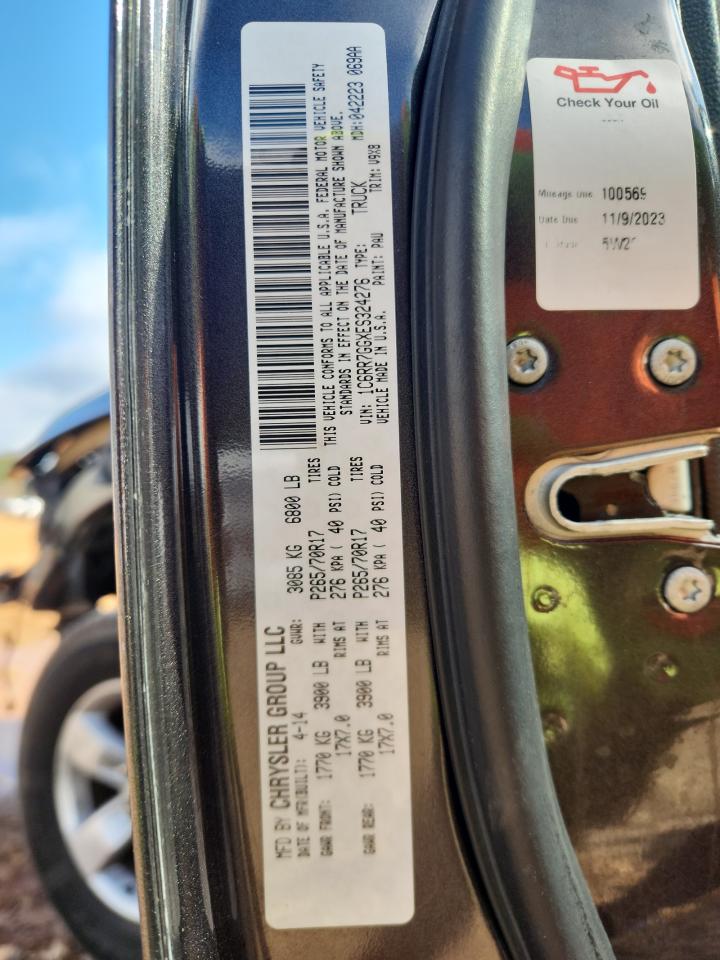 MFD BY CHRYSLER GROUP LLC
DATE OF MFR(BUILT): 4-14 GVWR: 3085 KG 6800 LB
GAWR FRONT: 1770 KG 3900 LB WITH P265/70R17 TIRES
17X7.0 RIMS AT 276 KPA ( 40 PSI) COLD
GAWR REAR: 1770 KG 3900 LB WITH P265/70R17 TIRES
17X7.0 RIMS AT 276 KPA ( 40 PSI) COLD
THIS VEHICLE CONFORMS TO ALL APPLICABLE U.S.A. FEDERAL MOTOR VEHICLE SAFETY
STANDARDS IN EFFECT ON THE DATE OF MANUFACTURE SHOWN ABOVE.
MDH:042223 069AA
VIN: 1C6RR7GGXES324276 TYPE: TRUCK
VEHICLE MADE IN U.S.A. PAINT: PAU TRIM: V9X8
Check Your Oil
Mileage Due 100569
Date Due 11/9/2023
5W2